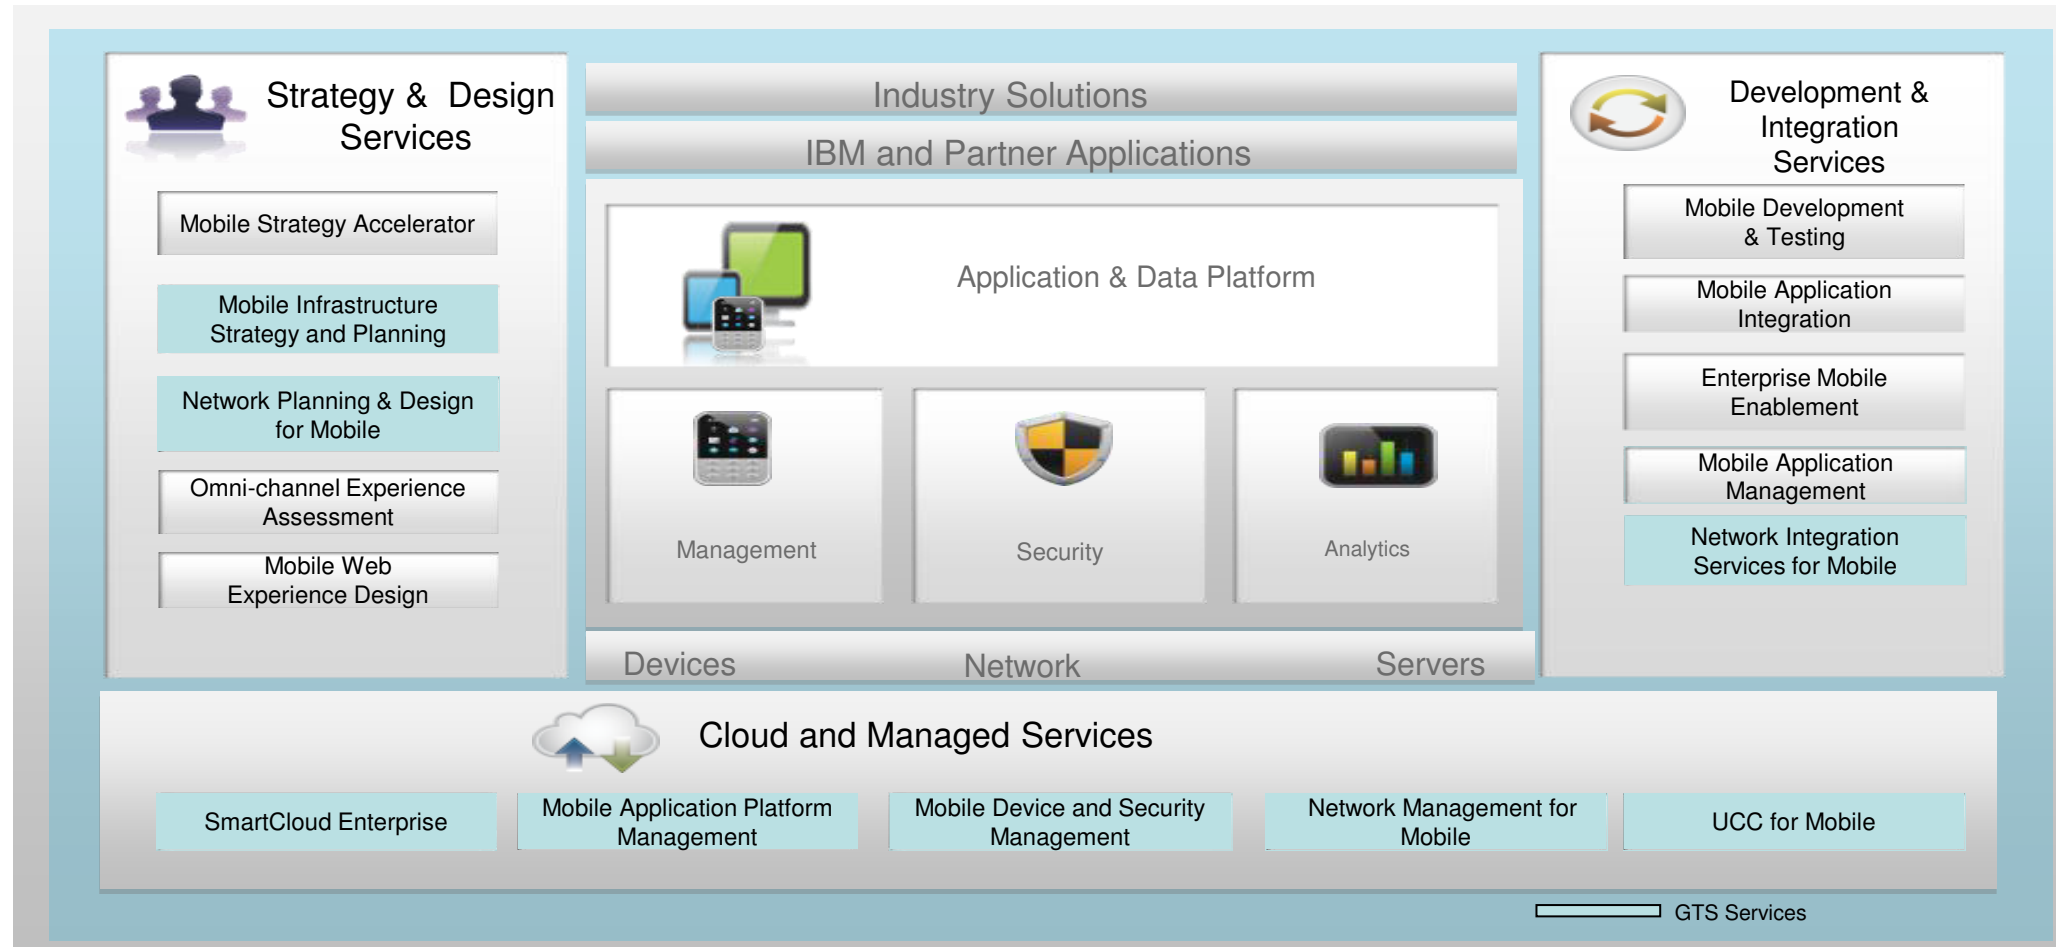 Strategy & Design
Services
Mobile Strategy Accelerator
Mobile Infrastructure
Strategy and Planning
Network Planning & Design
for Mobile
Omni-channel Experience
Assessment
Mobile Web
Experience Design
Industry Solutions
IBM and Partner Applications
Application & Data Platform
Management
Security
Analytics
Devices
Network
Servers
Development &
Integration
Services
Mobile Development
& Testing
Mobile Application
Integration
Enterprise Mobile
Enablement
Mobile Application
Management
Network Integration
Services for Mobile
Cloud and Managed Services
SmartCloud Enterprise
Mobile Application Platform
Management
Mobile Device and Security
Management
Network Management for
Mobile
UCC for Mobile
GTS Services